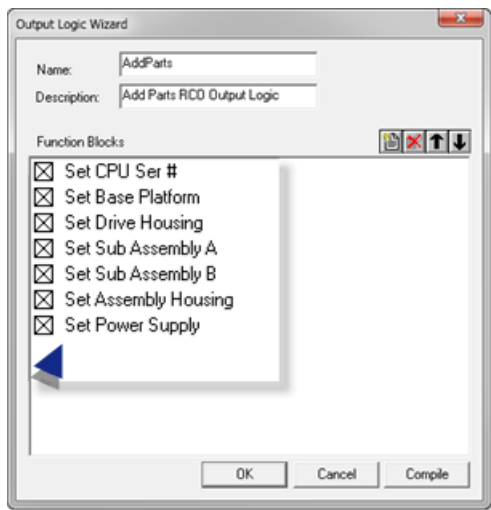 Output Logic Wizard
Name: AddParts
Description: Add Parts RCO Output Logic
Function Blocks
Set CPU Ser #
Set Base Platform
Set Drive Housing
Set Sub Assembly A
Set Sub Assembly B
Set Assembly Housing
Set Power Supply
OK Cancel Compile